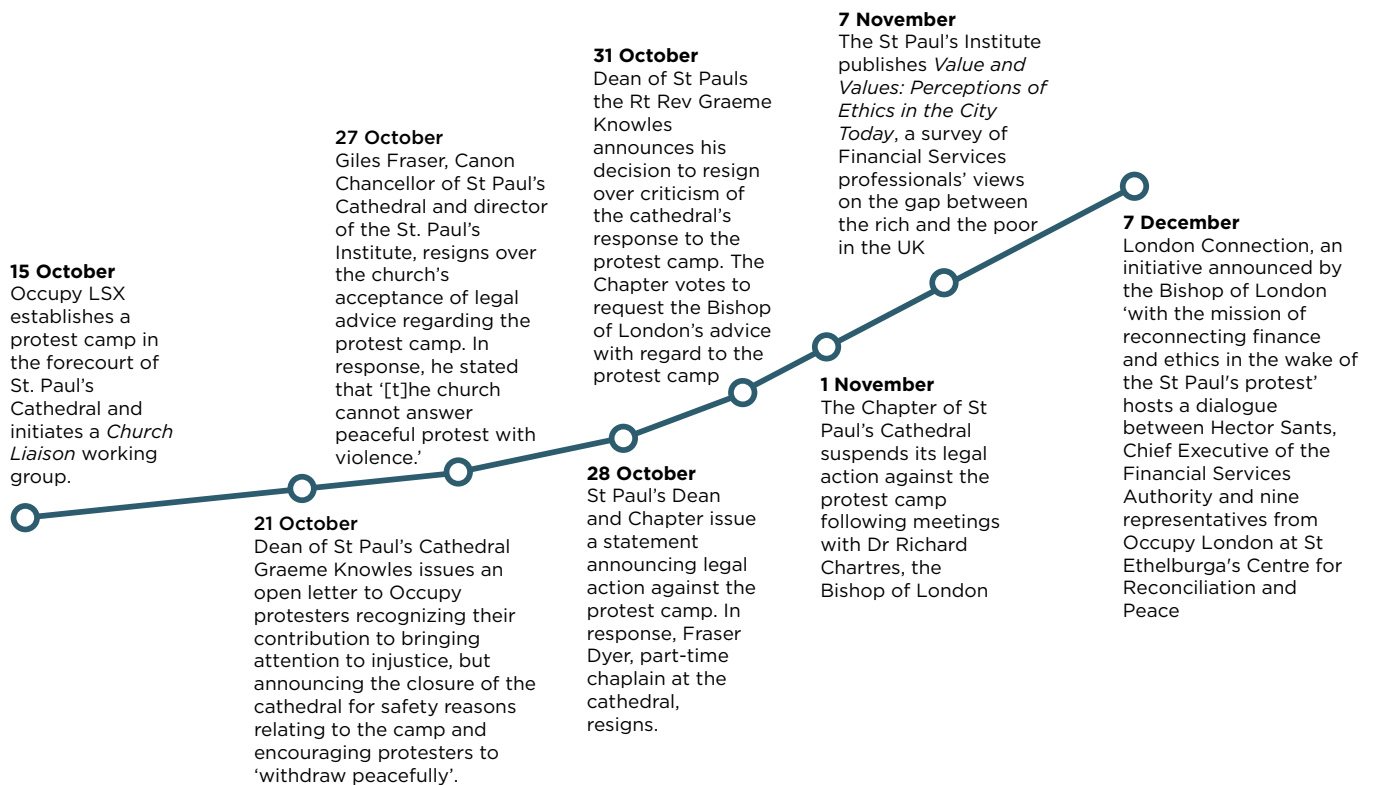 15 October
Occupy LSX
establishes a
protest camp in
the forecourt of
St. Paul's
Cathedral and
initiates a Church
Liaison working
group.
21 October
Dean of St Paul's Cathedral
Graeme Knowles issues an
open letter to Occupy
protesters recognizing their
contribution to bringing
attention to injustice, but
announcing the closure of the
cathedral for safety reasons
relating to the camp and
encouraging protesters to
‘withdraw peacefully’.
27 October
Giles Fraser, Canon
Chancellor of St Paul's
Cathedral and director
of the St. Paul's
Institute, resigns over
the church's
acceptance of legal
advice regarding the
protest camp. In
response, he stated
that ‘[t]he church
cannot answer
peaceful protest with
violence.’
28 October
St Paul's Dean
and Chapter issue
a statement
announcing legal
action against the
protest camp. In
response, Fraser
Dyer, part-time
chaplain at the
cathedral,
resigns.
31 October
Dean of St Pauls
the Rt Rev Graeme
Knowles
announces his
decision to resign
over criticism of
the cathedral's
response to the
protest camp. The
Chapter votes to
request the Bishop
of London's advice
with regard to the
protest camp
1 November
The Chapter of St
Paul's Cathedral
suspends its legal
action against the
protest camp
following meetings
with Dr Richard
Chartres, the
Bishop of London
7 November
The St Paul's Institute
publishes Value and
Values: Perceptions of
Ethics in the City
Today, a survey of
Financial Services
professionals' views
on the gap between
the rich and the poor
in the UK
7 December
London Connection, an
initiative announced by
the Bishop of London
‘with the mission of
reconnecting finance
and ethics in the wake of
the St Paul's protest’
hosts a dialogue
between Hector Sants,
Chief Executive of the
Financial Services
Authority and nine
representatives from
Occupy London at St
Ethelburga's Centre for
Reconciliation and
Peace